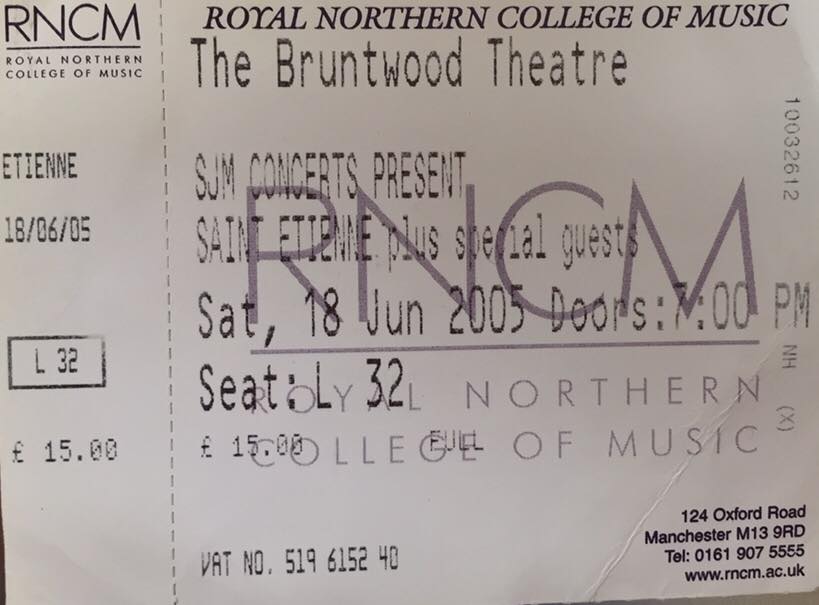 RNCM
ROYAL NORTHERN
COLLEGE OF MUSIC
ETIENNE
18/06/05
L 32
£ 15.00
ROYAL NORTHERN COLLEGE OF MUSIC
The Bruntwood Theatre
SJM CONCERTS PRESENT
SAINT ETIENNE plus special guests
Sat, 18 Jun 2005 Doors:7:00 PM
Seat:L 32
£ 15.00 FULL
VAT NO. 519 6152 40
RNCM
ROYAL NORTHERN
COLLEGE OF MUSIC
10032612
NH (X)
124 Oxford Road
Manchester M13 9RD
Tel: 0161 907 5555
www.rncm.ac.uk